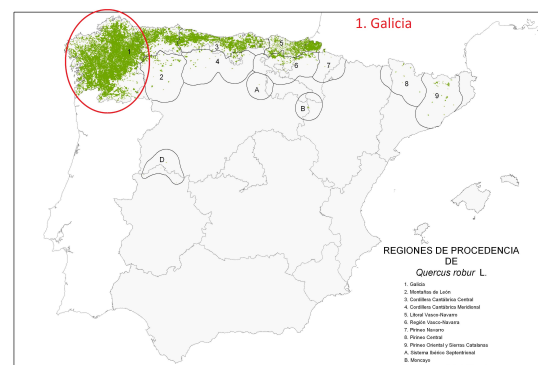 1. Galicia
1
2
3
4
5
6
7
8
9
A
B
D
REGIONES DE PROCEDENCIA
DE
Quercus robur L.
1. Galicia
2. Montañas de León
3. Cordillera Cantábrica Central
4. Cordillera Cantábrica Meridional
5. Litoral Vasco-Navarro
6. Región Vasco-Navarra
7. Pirineo Navarro
8. Pirineo Central
9. Pirineo Oriental y Sierras Catalanas
A. Sistema Ibérico Septentrional
B. Moncayo